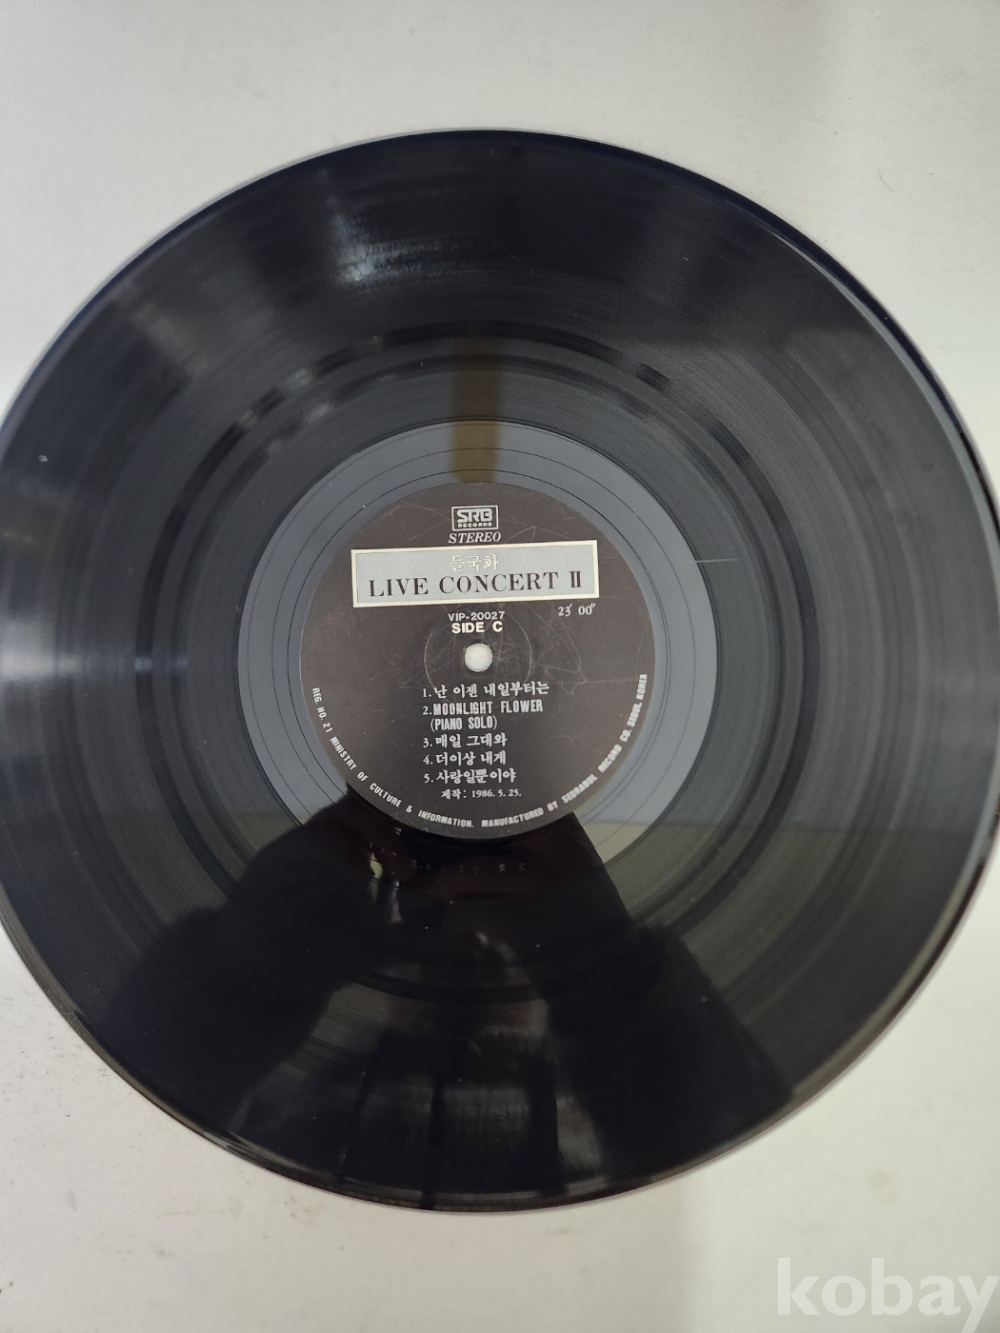 SRB
RECORDS
STEREO
들국화
LIVE CONCERT Ⅱ
VIP-20027
23′ 00″
SIDE C
1. 난 이젠 내일부터는
2. MOONLIGHT FLOWER
(PIANO SOLO)
3. 매일 그대와
4. 더이상 내게
5. 사랑일뿐이야
제작: 1986. 5. 25.
REG. NO. 21 MINISTRY OF CULTURE & INFORMATION. MANUFACTURED BY SEORABUL RECORD CO. SEOUL, KOREA
kobay